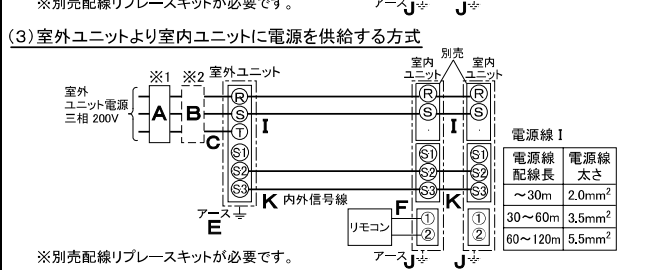 ※別売配線リプレースキットが必要です。
アースJ J
(3)室外ユニットより室内ユニットに電源を供給する方式
※1 ※2 室外ユニット
別売
室内
ユニット
室内
ユニット
室外
ユニット電源
三相 200V
A B
R
S
T
C
I
R
S
I
R
S
S1
S2
S3
S1
S2
S3
S1
S2
S3
K 内外信号線
K
アース
E
リモコン
F
①
②
①
②
アースJ J
※別売配線リプレースキットが必要です。
電源線 I
電源線
配線長
電源線
太さ
～30m 2.0mm²
30～60m 3.5mm²
60～120m 5.5mm²